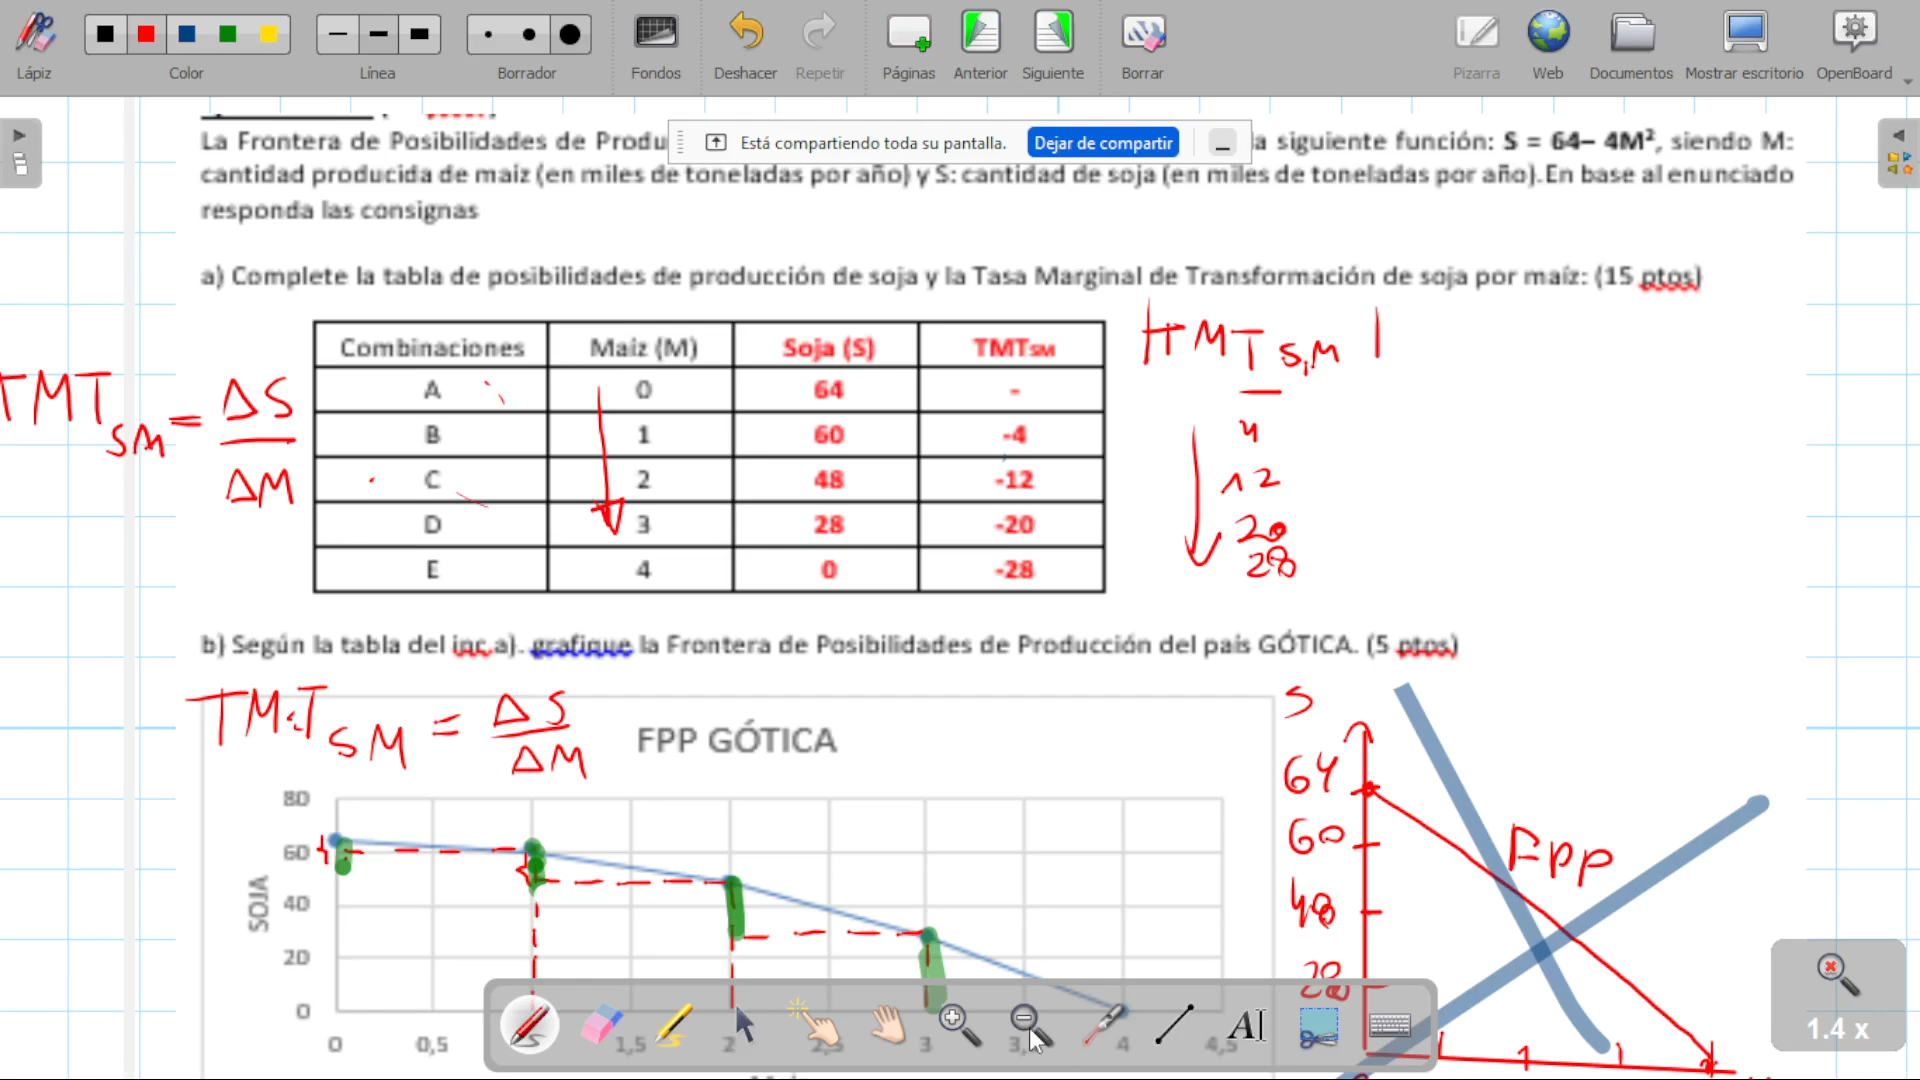 Lápiz
Color
Línea
Borrador
Fondos
Deshacer
Repetir
Páginas
Anterior
Siguiente
Borrar
Pizarra
Web
Documentos
Mostrar escritorio
OpenBoard
Está compartiendo toda su pantalla.
Dejar de compartir
La Frontera de Posibilidades de Produ a siguiente función: S = 64– 4M², siendo M:
cantidad producida de maíz (en miles de toneladas por año) y S: cantidad de soja (en miles de toneladas por año). En base al enunciado
responda las consignas
a) Complete la tabla de posibilidades de producción de soja y la Tasa Marginal de Transformación de soja por maíz: (15 ptos)
Combinaciones Maíz (M) Soja (S) TMTSM
A 0 64 -
B 1 60 -4
C 2 48 -12
D 3 28 -20
E 4 0 -28
TMT SM = ΔS
ΔM
|TMT S,M|
4
12
20
28
b) Según la tabla del inc a). grafique la Frontera de Posibilidades de Producción del país GÓTICA. (5 ptos)
TMT SM = ΔS
ΔM
FPP GÓTICA
80
60
40
20
0
SOJA
0 0,5 1,5 2 2,5 3 3,5 4 4,5
S
64
60
48
28
FPP
1.4 x